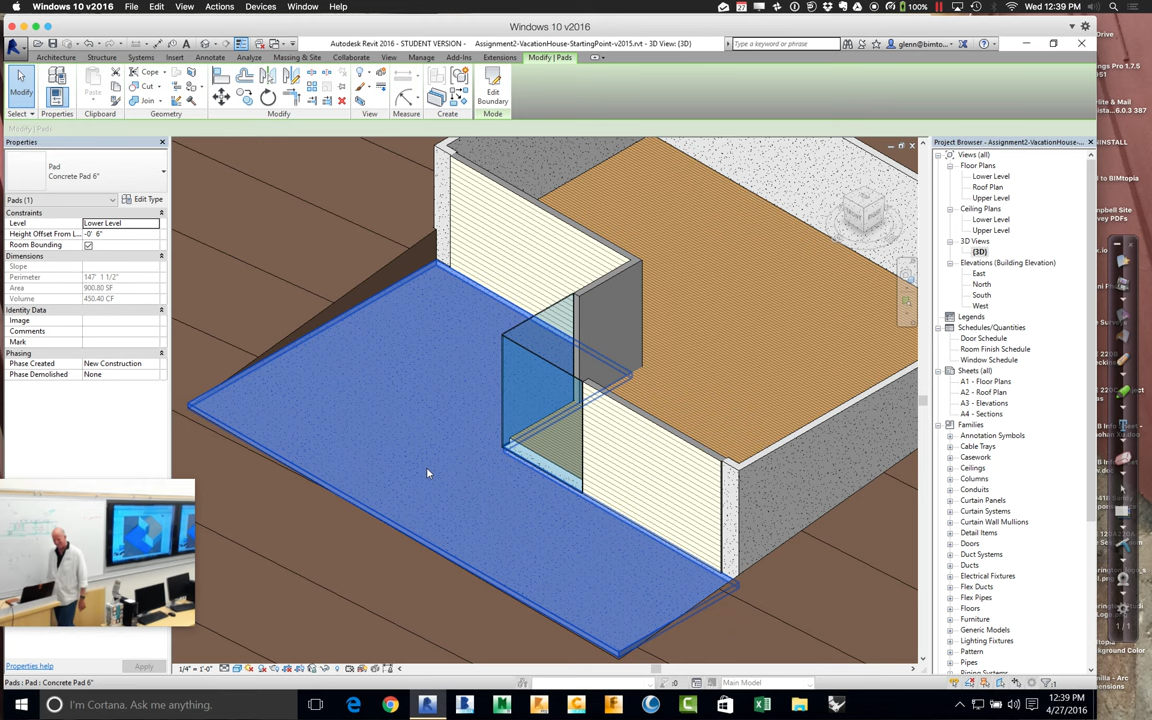 Windows 10 v2016 File Edit View Actions Devices Window Help
100% Wed 12:39 PM
Windows 10 v2016
Autodesk Revit 2016 - STUDENT VERSION - Assignment2-VacationHouse-StartingPoint-v2015.rvt - 3D View: {3D}
Type a keyword or phrase
glenn@bimto...
Architecture Structure Systems Insert Annotate Analyze Massing & Site Collaborate View Manage Add-Ins Extensions Modify | Pads
Modify
Properties
Paste
Cope
Cut
Join
Edit
Boundary
Select Properties Clipboard Geometry Modify View Measure Create Mode
Modify | Pads
Properties
Pad
Concrete Pad 6"
Pads (1) Edit Type
Constraints
Level Lower Level
Height Offset From L... -0' 6"
Room Bounding
Dimensions
Slope
Perimeter 147' 1 1/2"
Area 900.80 SF
Volume 450.40 CF
Identity Data
Image
Comments
Mark
Phasing
Phase Created New Construction
Phase Demolished None
Properties help Apply
Project Browser - Assignment2-VacationHouse-...
Views (all)
Floor Plans
Lower Level
Roof Plan
Upper Level
Ceiling Plans
Lower Level
Upper Level
3D Views
{3D}
Elevations (Building Elevation)
East
North
South
West
Legends
Schedules/Quantities
Door Schedule
Room Finish Schedule
Window Schedule
Sheets (all)
A1 - Floor Plans
A2 - Roof Plan
A3 - Elevations
A4 - Sections
Families
Annotation Symbols
Cable Trays
Casework
Ceilings
Columns
Conduits
Curtain Panels
Curtain Systems
Curtain Wall Mullions
Detail Items
Doors
Duct Systems
Ducts
Electrical Fixtures
Flex Ducts
Flex Pipes
Floors
Furniture
Generic Models
Lighting Fixtures
Pattern
Pipes
Piping Systems
1/4" = 1'-0"
Pads : Pad : Concrete Pad 6"
:0
Main Model
:1
I'm Cortana. Ask me anything.
12:39 PM
4/27/2016